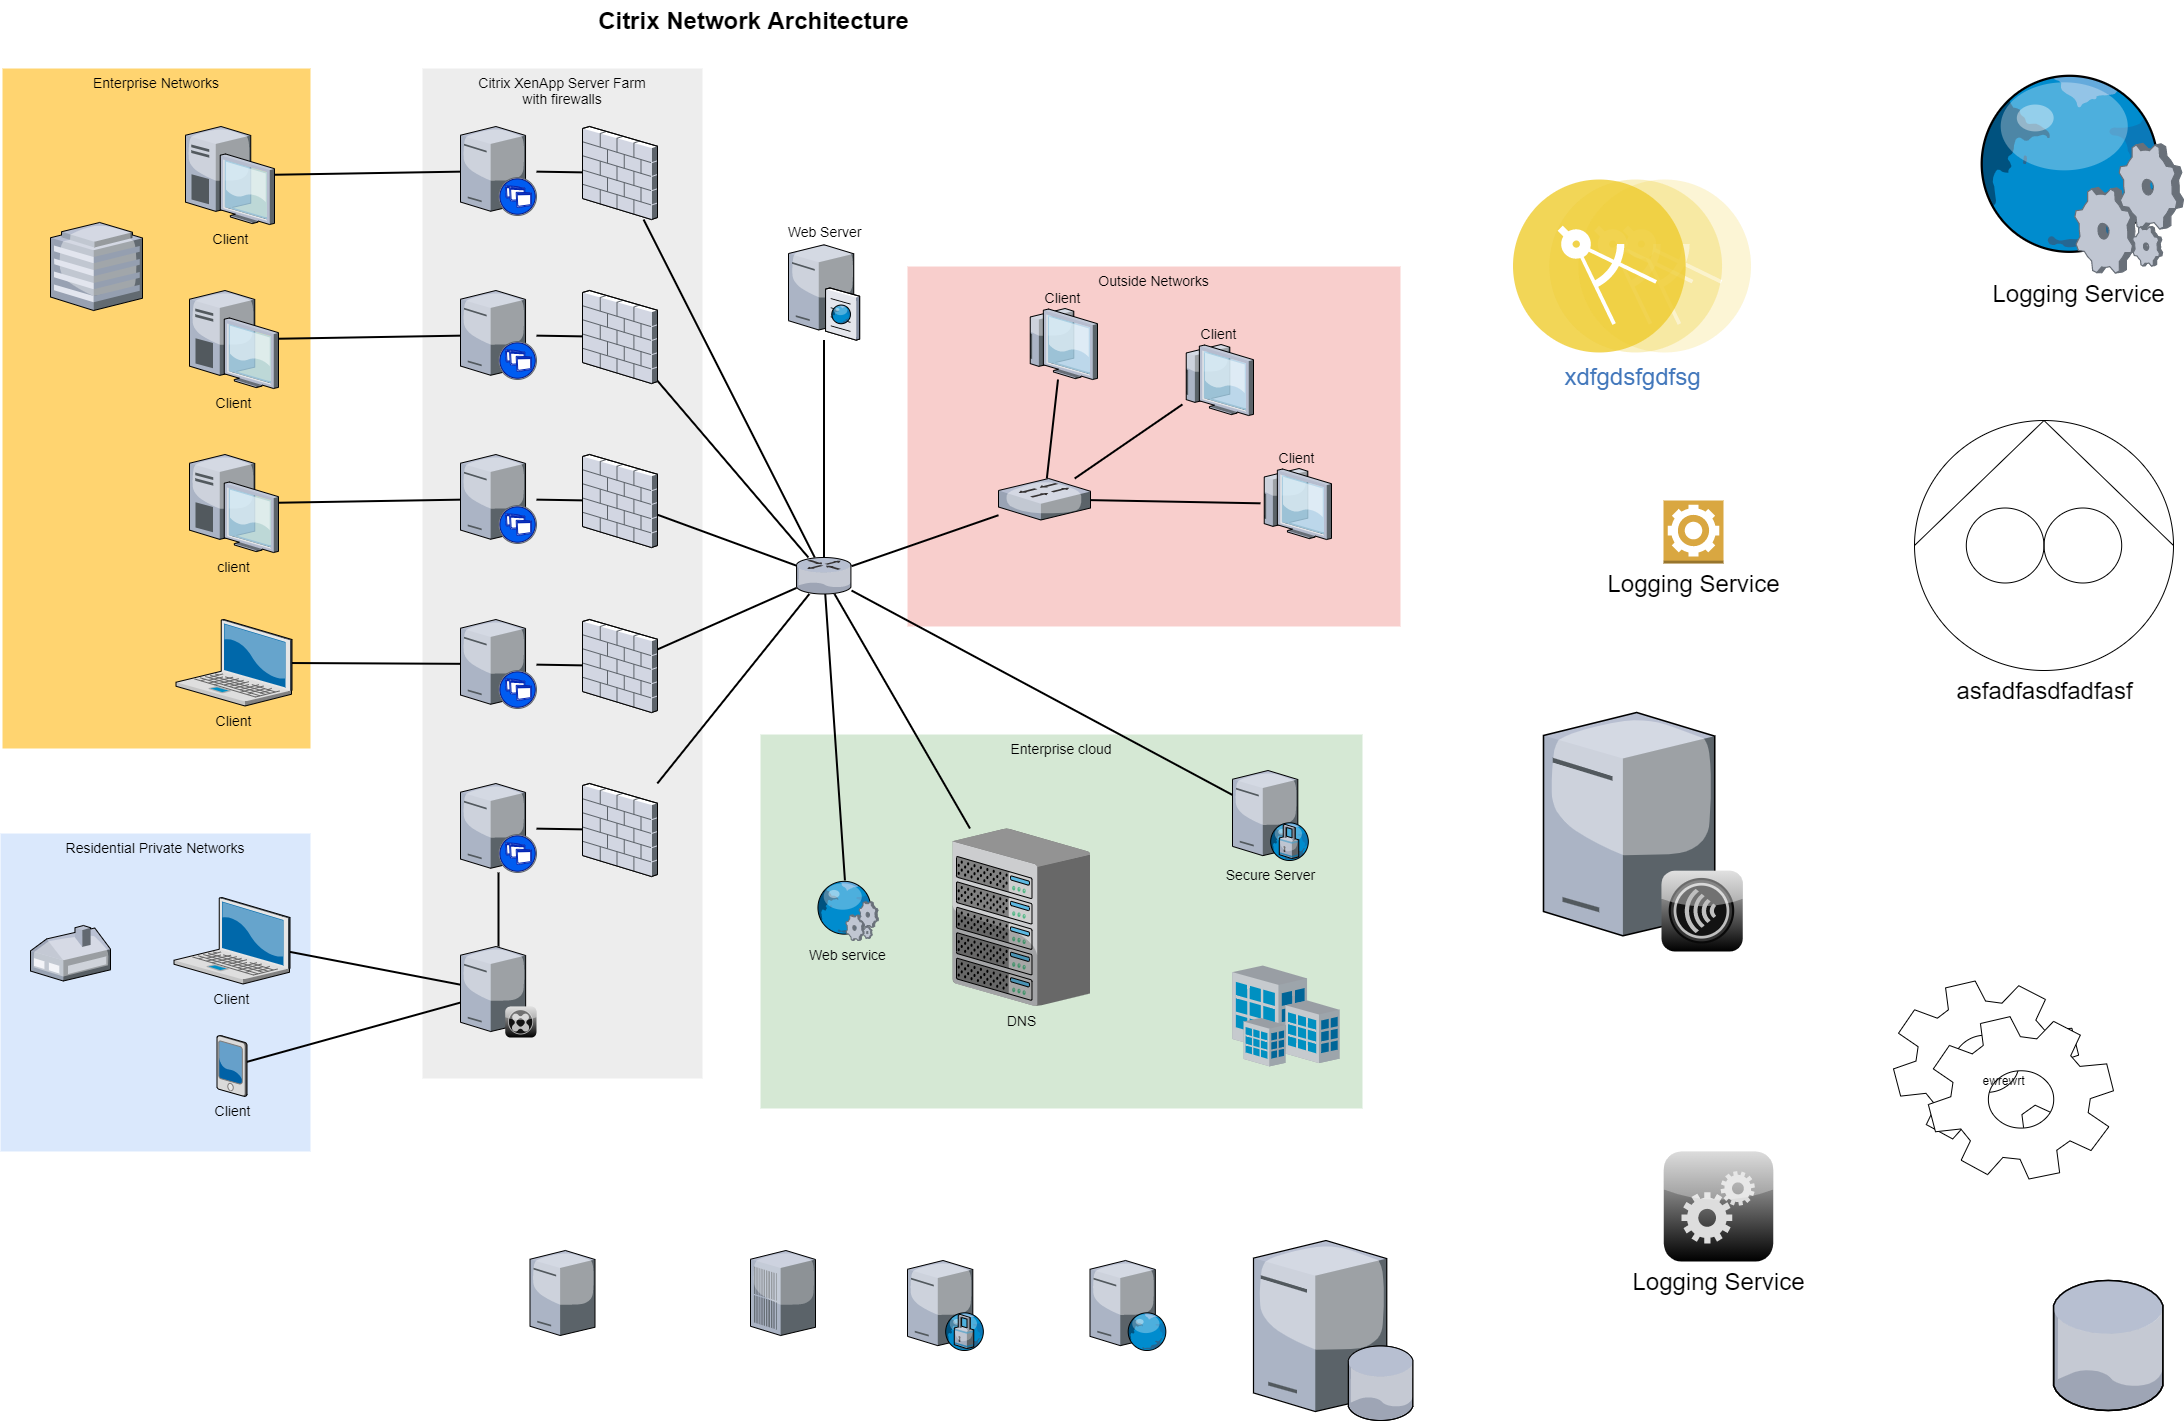 Citrix Network Architecture
Enterprise Networks
Client
Client
client
Client
Residential Private Networks
Client
Client
Citrix XenApp Server Farm
with firewalls
Web Server
Outside Networks
Client
Client
Client
Enterprise cloud
Web service
DNS
Secure Server
xdfgdsfgdfsg
Logging Service
Logging Service
asfadfasdfadfasf
ewrewrt
Logging Service